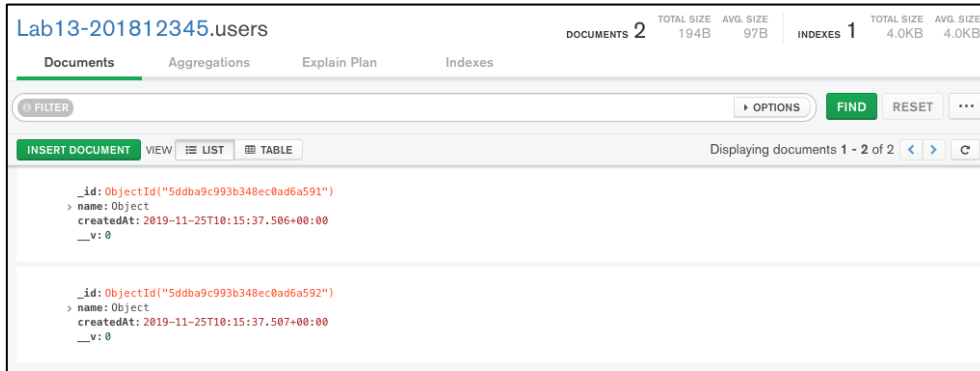 Lab13-201812345.users
DOCUMENTS 2 TOTAL SIZE 194B AVG. SIZE 97B INDEXES 1 TOTAL SIZE 4.0KB AVG. SIZE 4.0KB
Documents Aggregations Explain Plan Indexes
FILTER OPTIONS FIND RESET ...
INSERT DOCUMENT VIEW LIST TABLE Displaying documents 1 - 2 of 2
_id: ObjectId("5ddba9c993b348ec0ad6a591")
name: Object
createdAt: 2019-11-25T10:15:37.506+00:00
__v: 0
_id: ObjectId("5ddba9c993b348ec0ad6a592")
name: Object
createdAt: 2019-11-25T10:15:37.507+00:00
__v: 0